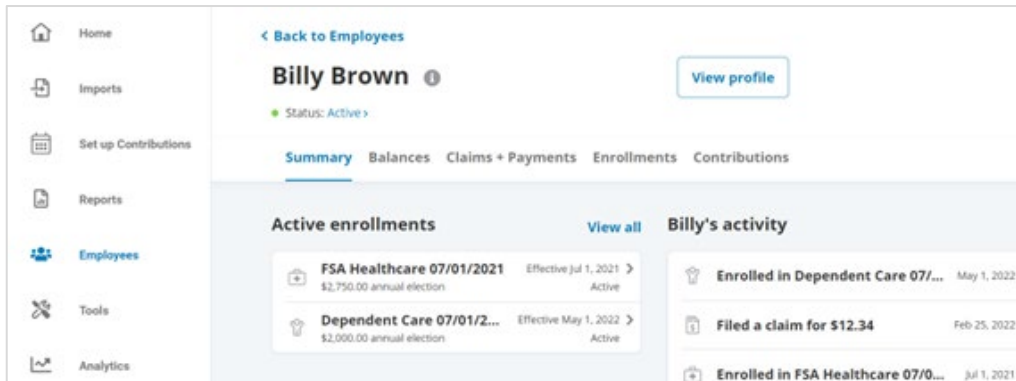 Home
Imports
Set up Contributions
Reports
Employees
Tools
Analytics
< Back to Employees
Billy Brown
View profile
Status: Active >
Summary Balances Claims + Payments Enrollments Contributions
Active enrollments View all
FSA Healthcare 07/01/2021 Effective Jul 1, 2021 >
$2,750.00 annual election Active
Dependent Care 07/01/2... Effective May 1, 2022 >
$2,000.00 annual election Active
Billy's activity
Enrolled in Dependent Care 07/... May 1, 2022
Filed a claim for $12.34 Feb 25, 2022
Enrolled in FSA Healthcare 07/0... Jul 1, 2021